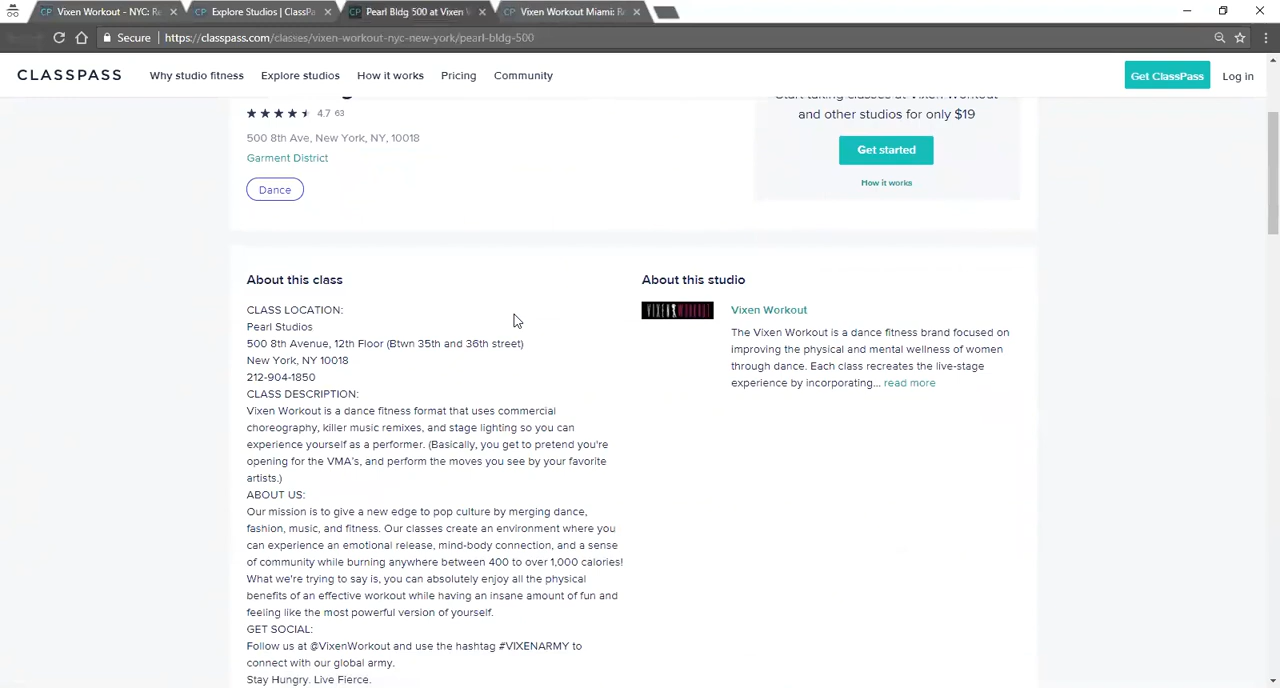 Vixen Workout - NYC: Re
Explore Studios | ClassPa
Pearl Bldg 500 at Vixen W
Vixen Workout Miami: Re
Secure
https://classpass.com/classes/vixen-workout-nyc-new-york/pearl-bldg-500
CLASSPASS
Why studio fitness
Explore studios
How it works
Pricing
Community
Get ClassPass
Log in
4.7 63
500 8th Ave, New York, NY, 10018
Garment District
Dance
Start taking classes at Vixen Workout
and other studios for only $19
Get started
How it works
About this class
CLASS LOCATION:
Pearl Studios
500 8th Avenue, 12th Floor (Btwn 35th and 36th street)
New York, NY 10018
212-904-1850
CLASS DESCRIPTION:
Vixen Workout is a dance fitness format that uses commercial
choreography, killer music remixes, and stage lighting so you can
experience yourself as a performer. (Basically, you get to pretend you're
opening for the VMA's, and perform the moves you see by your favorite
artists.)
ABOUT US:
Our mission is to give a new edge to pop culture by merging dance,
fashion, music, and fitness. Our classes create an environment where you
can experience an emotional release, mind-body connection, and a sense
of community while burning anywhere between 400 to over 1,000 calories!
What we're trying to say is, you can absolutely enjoy all the physical
benefits of an effective workout while having an insane amount of fun and
feeling like the most powerful version of yourself.
GET SOCIAL:
Follow us at @VixenWorkout and use the hashtag #VIXENARMY to
connect with our global army.
Stay Hungry. Live Fierce.
About this studio
VIXEN WORKOUT
Vixen Workout
The Vixen Workout is a dance fitness brand focused on
improving the physical and mental wellness of women
through dance. Each class recreates the live-stage
experience by incorporating... read more